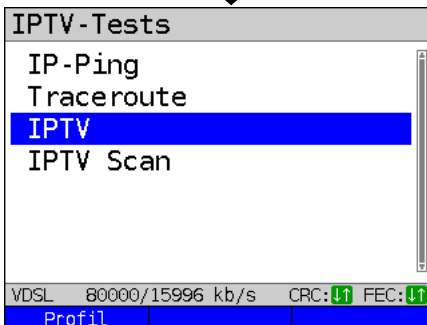 IPTV-Tests
IP-Ping
Traceroute
IPTV
IPTV Scan
VDSL 80000/15996 kb/s CRC:↓↑ FEC:↓↑
Profil